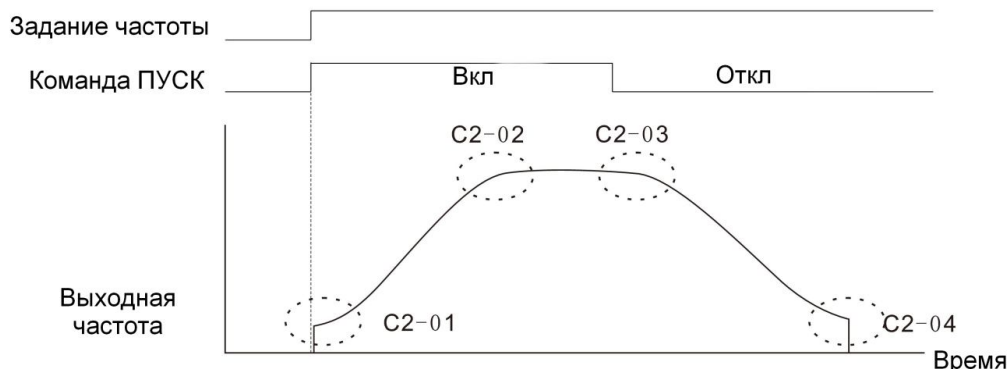 Задание частоты
Команда ПУСК
Вкл
Откл
C2-02
C2-03
Выходная
частота
C2-01
C2-04
Время